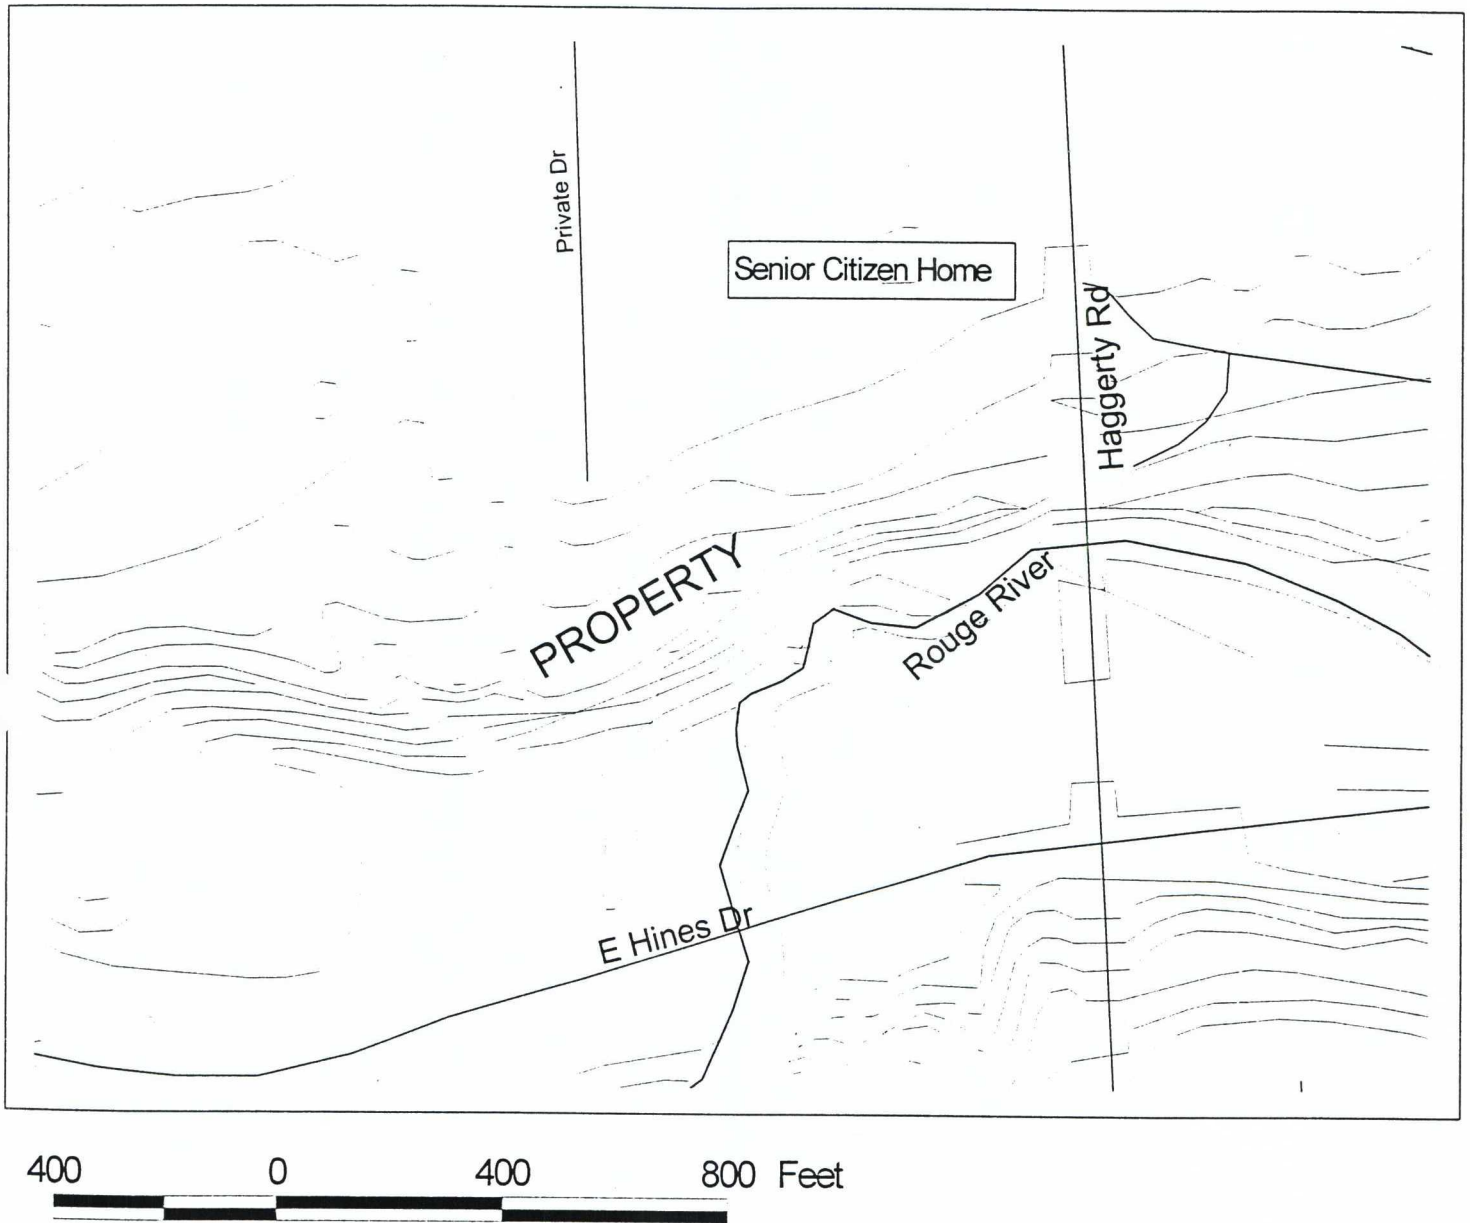 Private Dr
Senior Citizen Home
Haggerty Rd
PROPERTY
Rouge River
E Hines Dr
400 0 400 800 Feet